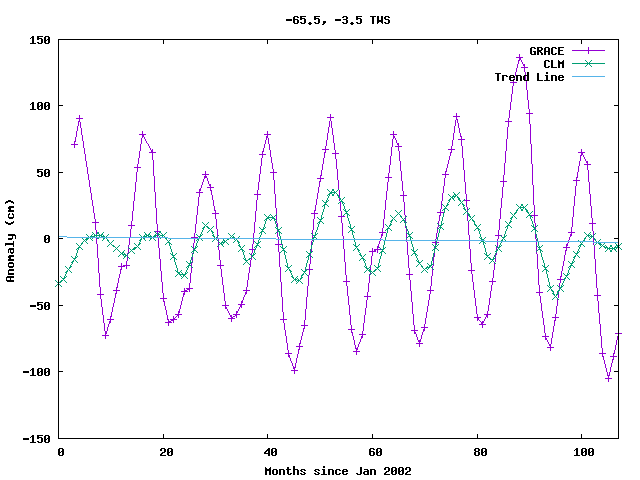 -65.5, -3.5 TWS
GRACE
CLM
Trend Line
150
100
50
0
-50
-100
-150
Anomaly (cm)
0 20 40 60 80 100
Months since Jan 2002